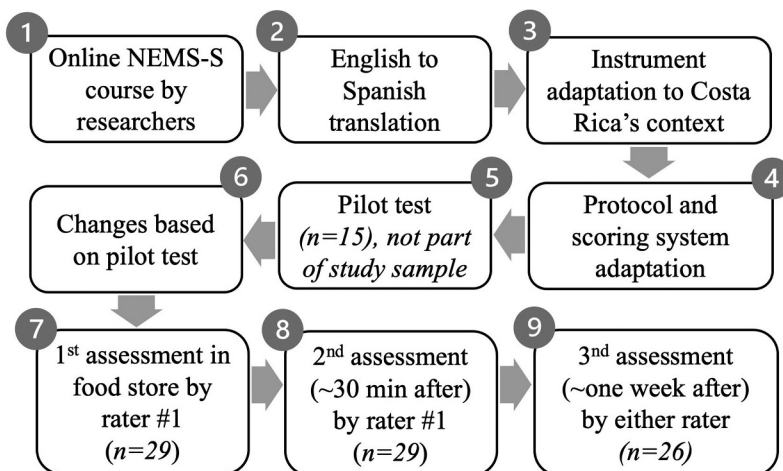 1
Online NEMS-S
course by
researchers
2
English to
Spanish
translation
3
Instrument
adaptation to Costa
Rica's context
4
Protocol and
scoring system
adaptation
5
Pilot test
(n=15), not part
of study sample
6
Changes based
on pilot test
7
1st assessment in
food store by
rater #1
(n=29)
8
2nd assessment
(~30 min after)
by rater #1
(n=29)
9
3nd assessment
(~one week after)
by either rater
(n=26)